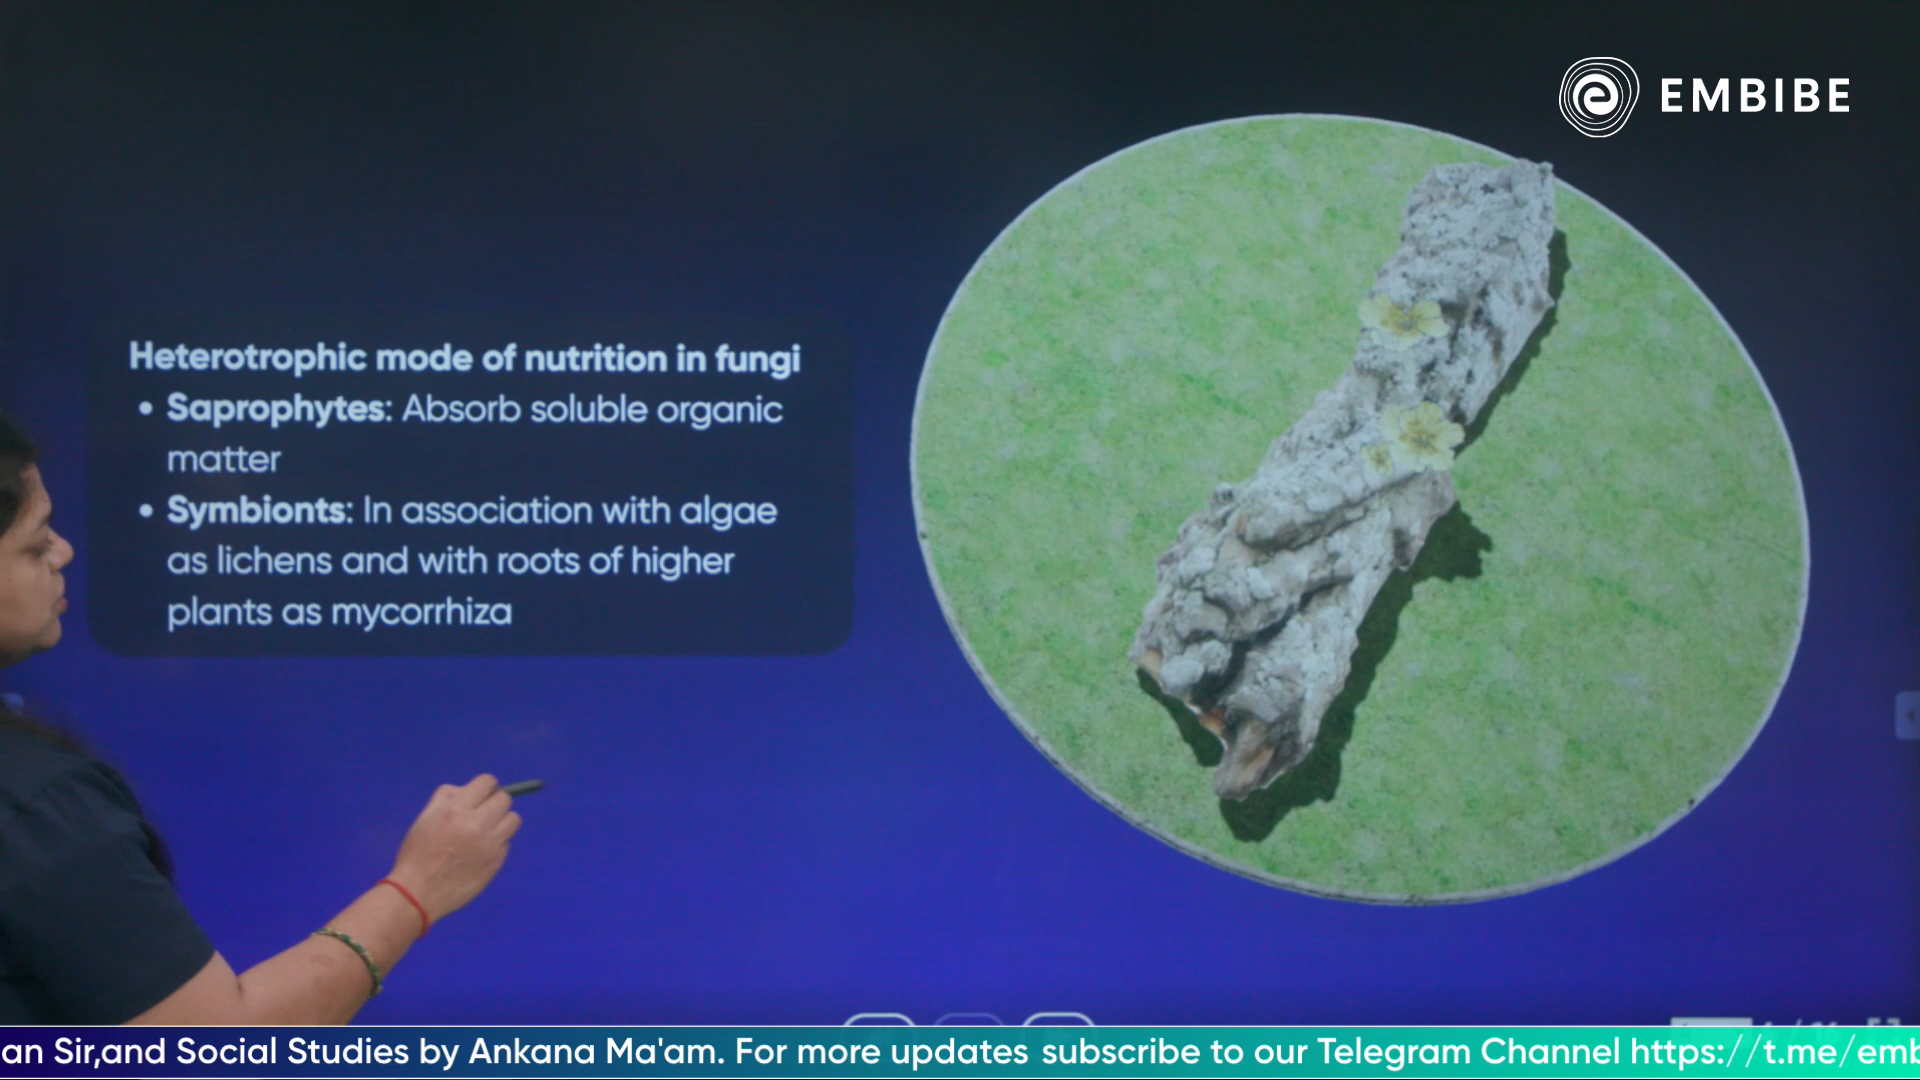 EMBIBE
Heterotrophic mode of nutrition in fungi
• Saprophytes: Absorb soluble organic
matter
• Symbionts: In association with algae
as lichens and with roots of higher
plants as mycorrhiza
an Sir,and Social Studies by Ankana Ma'am. For more updates subscribe to our Telegram Channel https://t.me/emb